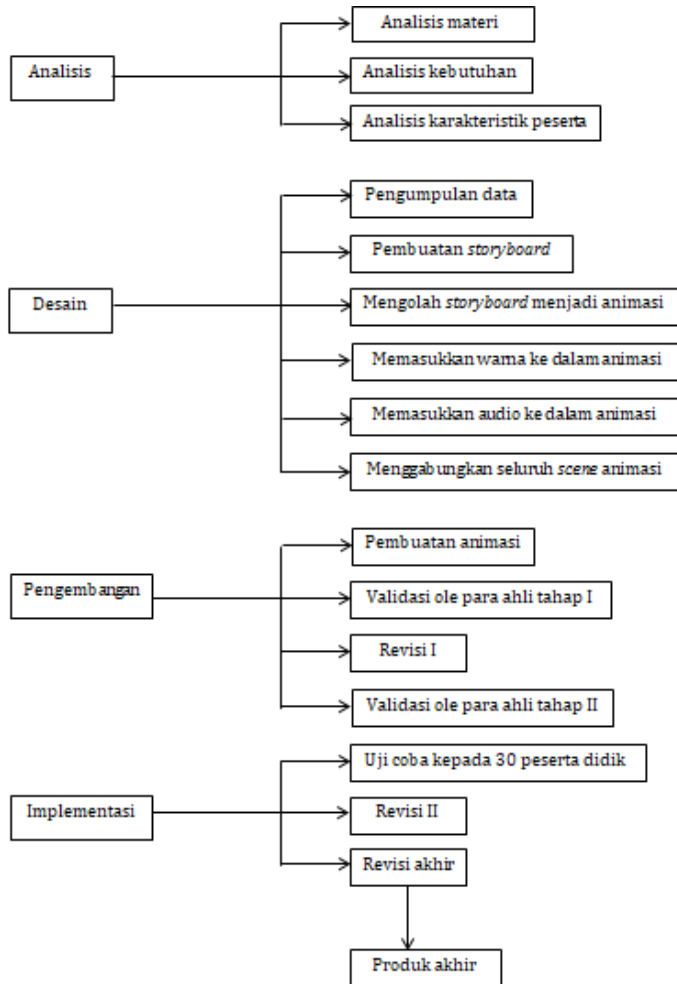 Analisis
Analisis materi
Analisis kebutuhan
Analisis karakteristik peserta
Desain
Pengumpulan data
Pembuatan storyboard
Mengolah storyboard menjadi animasi
Memasukkan warna ke dalam animasi
Memasukkan audio ke dalam animasi
Menggabungkan seluruh scene animasi
Pengembangan
Pembuatan animasi
Validasi ole para ahli tahap I
Revisi I
Validasi ole para ahli tahap II
Implementasi
Uji coba kepada 30 peserta didik
Revisi II
Revisi akhir
Produk akhir